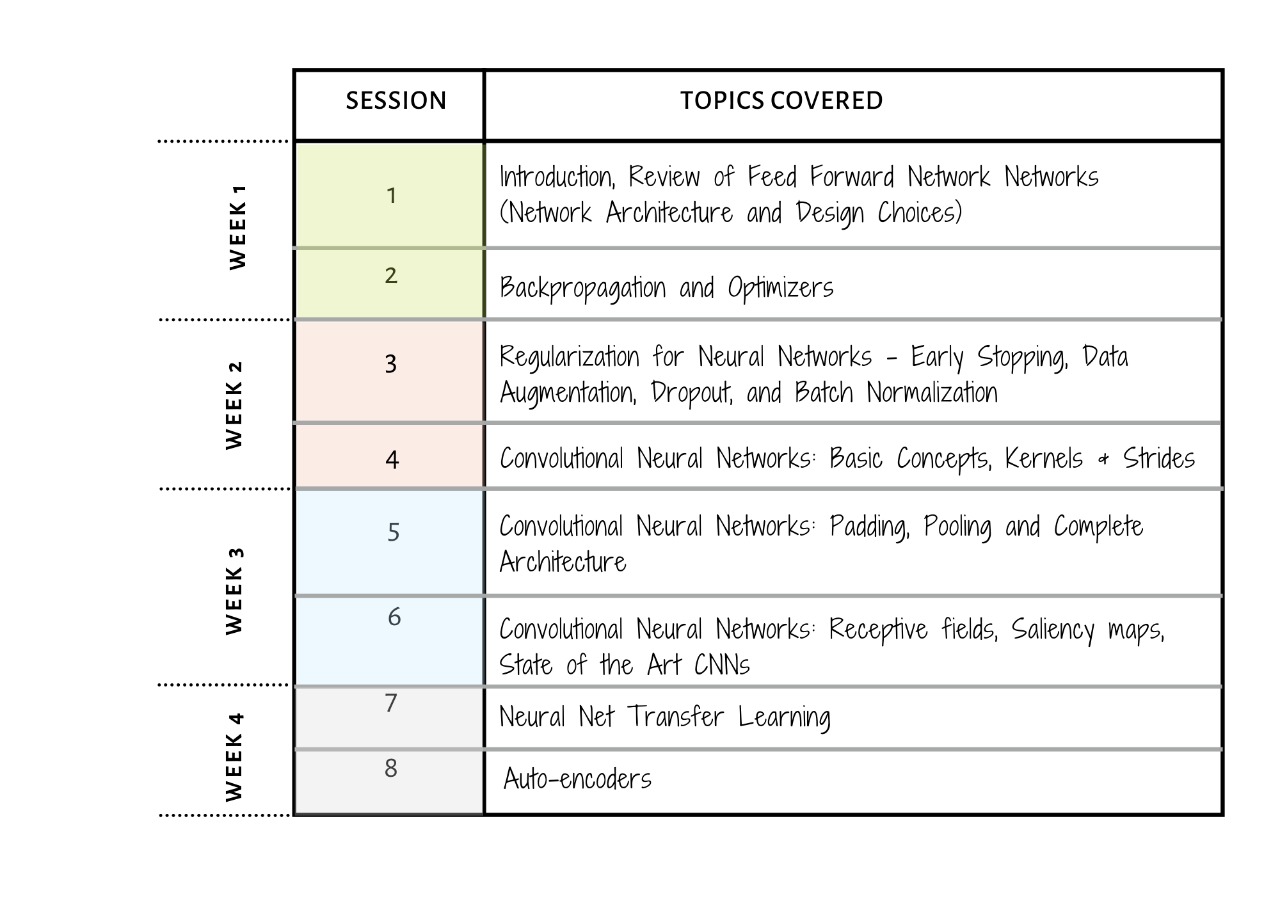 SESSION TOPICS COVERED
WEEK 1
1 Introduction, Review of Feed Forward Network Networks
(Network Architecture and Design Choices)
2 Backpropagation and Optimizers
WEEK 2
3 Regularization for Neural Networks - Early Stopping, Data
Augmentation, Dropout, and Batch Normalization
4 Convolutional Neural Networks: Basic Concepts, Kernels & Strides
WEEK 3
5 Convolutional Neural Networks: Padding, Pooling and Complete
Architecture
6 Convolutional Neural Networks: Receptive fields, Saliency maps,
State of the Art CNNs
WEEK 4
7 Neural Net Transfer Learning
8 Auto-encoders